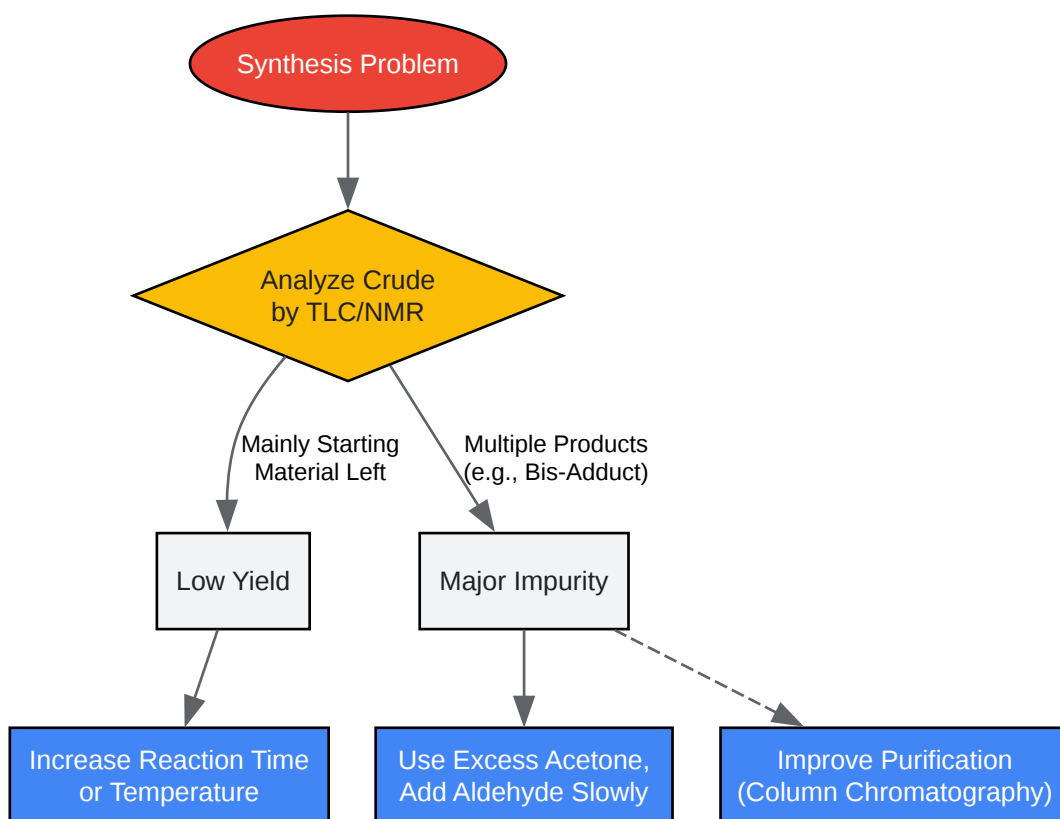 Synthesis Problem
Analyze Crude
by TLC/NMR
Mainly Starting
Material Left
Multiple Products
(e.g., Bis-Adduct)
Low Yield
Major Impurity
Increase Reaction Time
or Temperature
Use Excess Acetone,
Add Aldehyde Slowly
Improve Purification
(Column Chromatography)